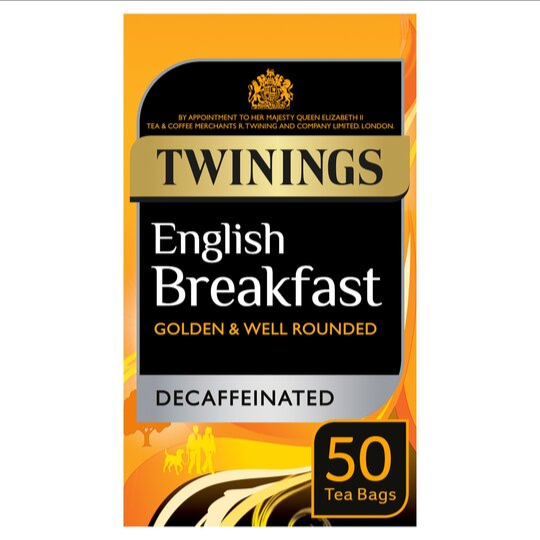 BY APPOINTMENT TO HER MAJESTY QUEEN ELIZABETH II
TEA & COFFEE MERCHANTS R. TWINING AND COMPANY LIMITED. LONDON.
TWININGS
English
Breakfast
GOLDEN & WELL ROUNDED
DECAFFEINATED
50
Tea Bags